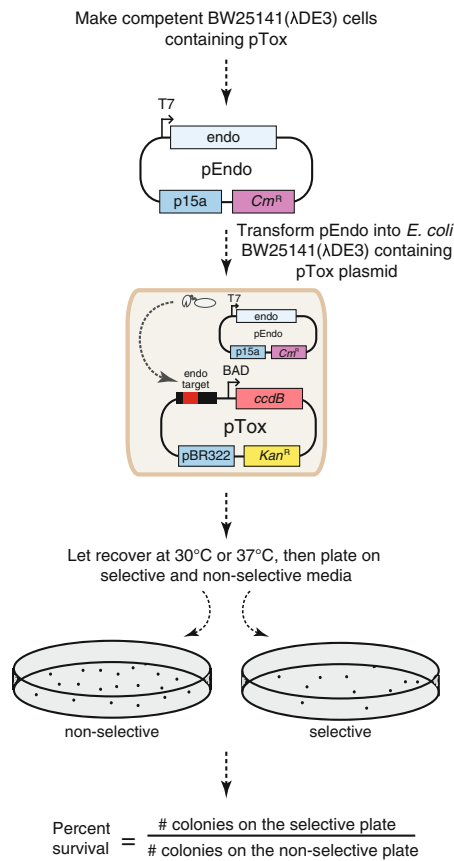 Make competent BW25141(λDE3) cells
containing pTox
T7
endo
pEndo
p15a
CmR
Transform pEndo into E. coli
BW25141(λDE3) containing
pTox plasmid
T7
endo
pEndo
p15a
CmR
endo
target
BAD
ccdB
pTox
pBR322
KanR
Let recover at 30°C or 37°C, then plate on
selective and non-selective media
non-selective
selective
Percent
survival
=
# colonies on the selective plate
# colonies on the non-selective plate